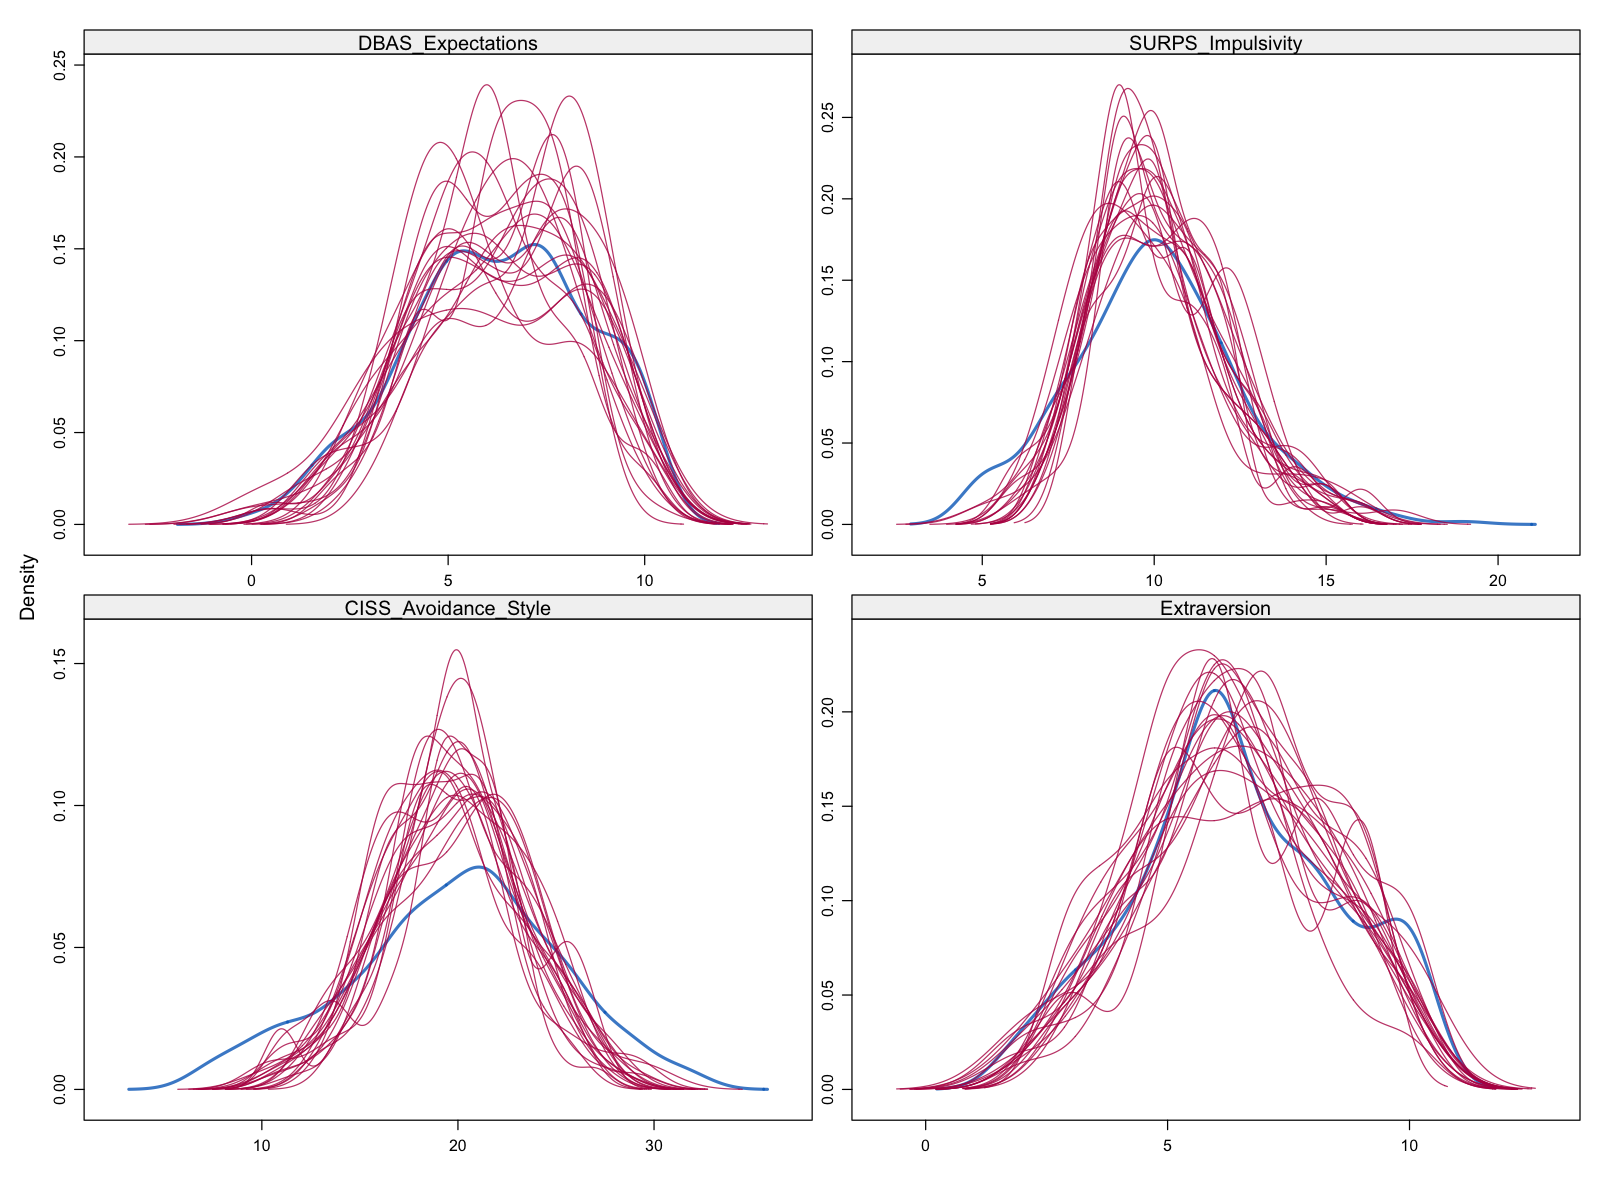 DBAS_Expectations
SURPS_Impulsivity
0.00 0.05 0.10 0.15 0.20 0.25
0.00 0.05 0.10 0.15 0.20 0.25
0 5 10
5 10 15 20
Density
CISS_Avoidance_Style
Extraversion
0.00 0.05 0.10 0.15
0.00 0.05 0.10 0.15 0.20
10 20 30
0 5 10